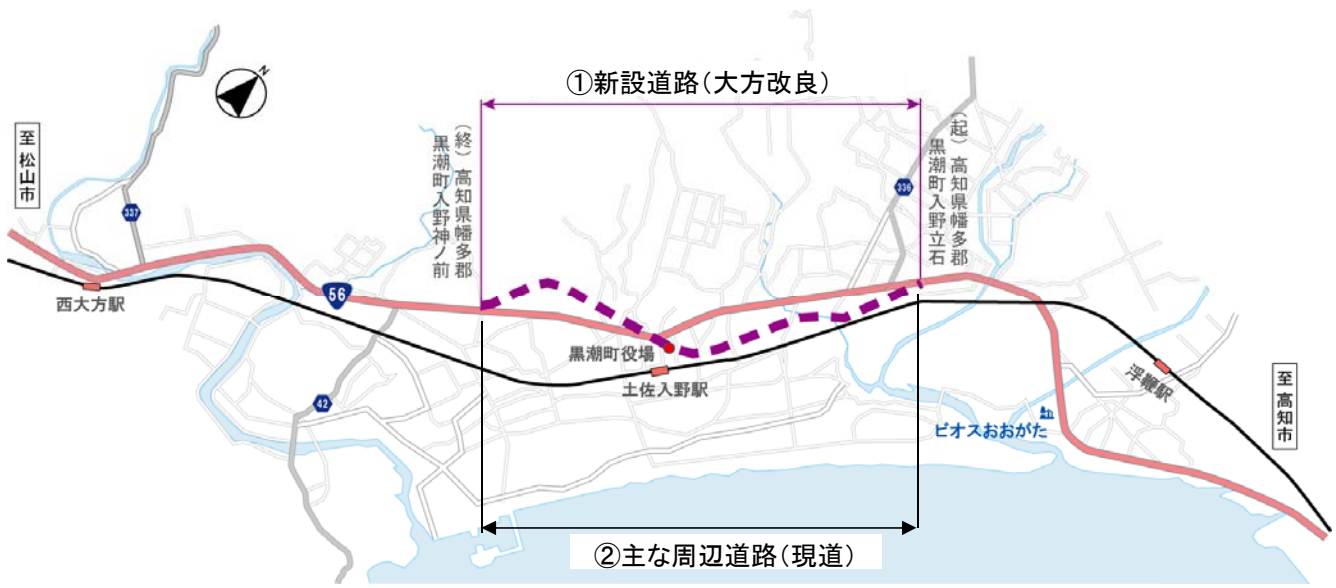 ①新設道路(大方改良)
N
至松山市
(終)高知県幡多郡
黒潮町入野神ノ前
(起)高知県幡多郡
黒潮町入野立石
337
336
56
西大方駅
黒潮町役場
土佐入野駅
42
浮鞭駅
至高知市
ビオスおおがた
②主な周辺道路(現道)